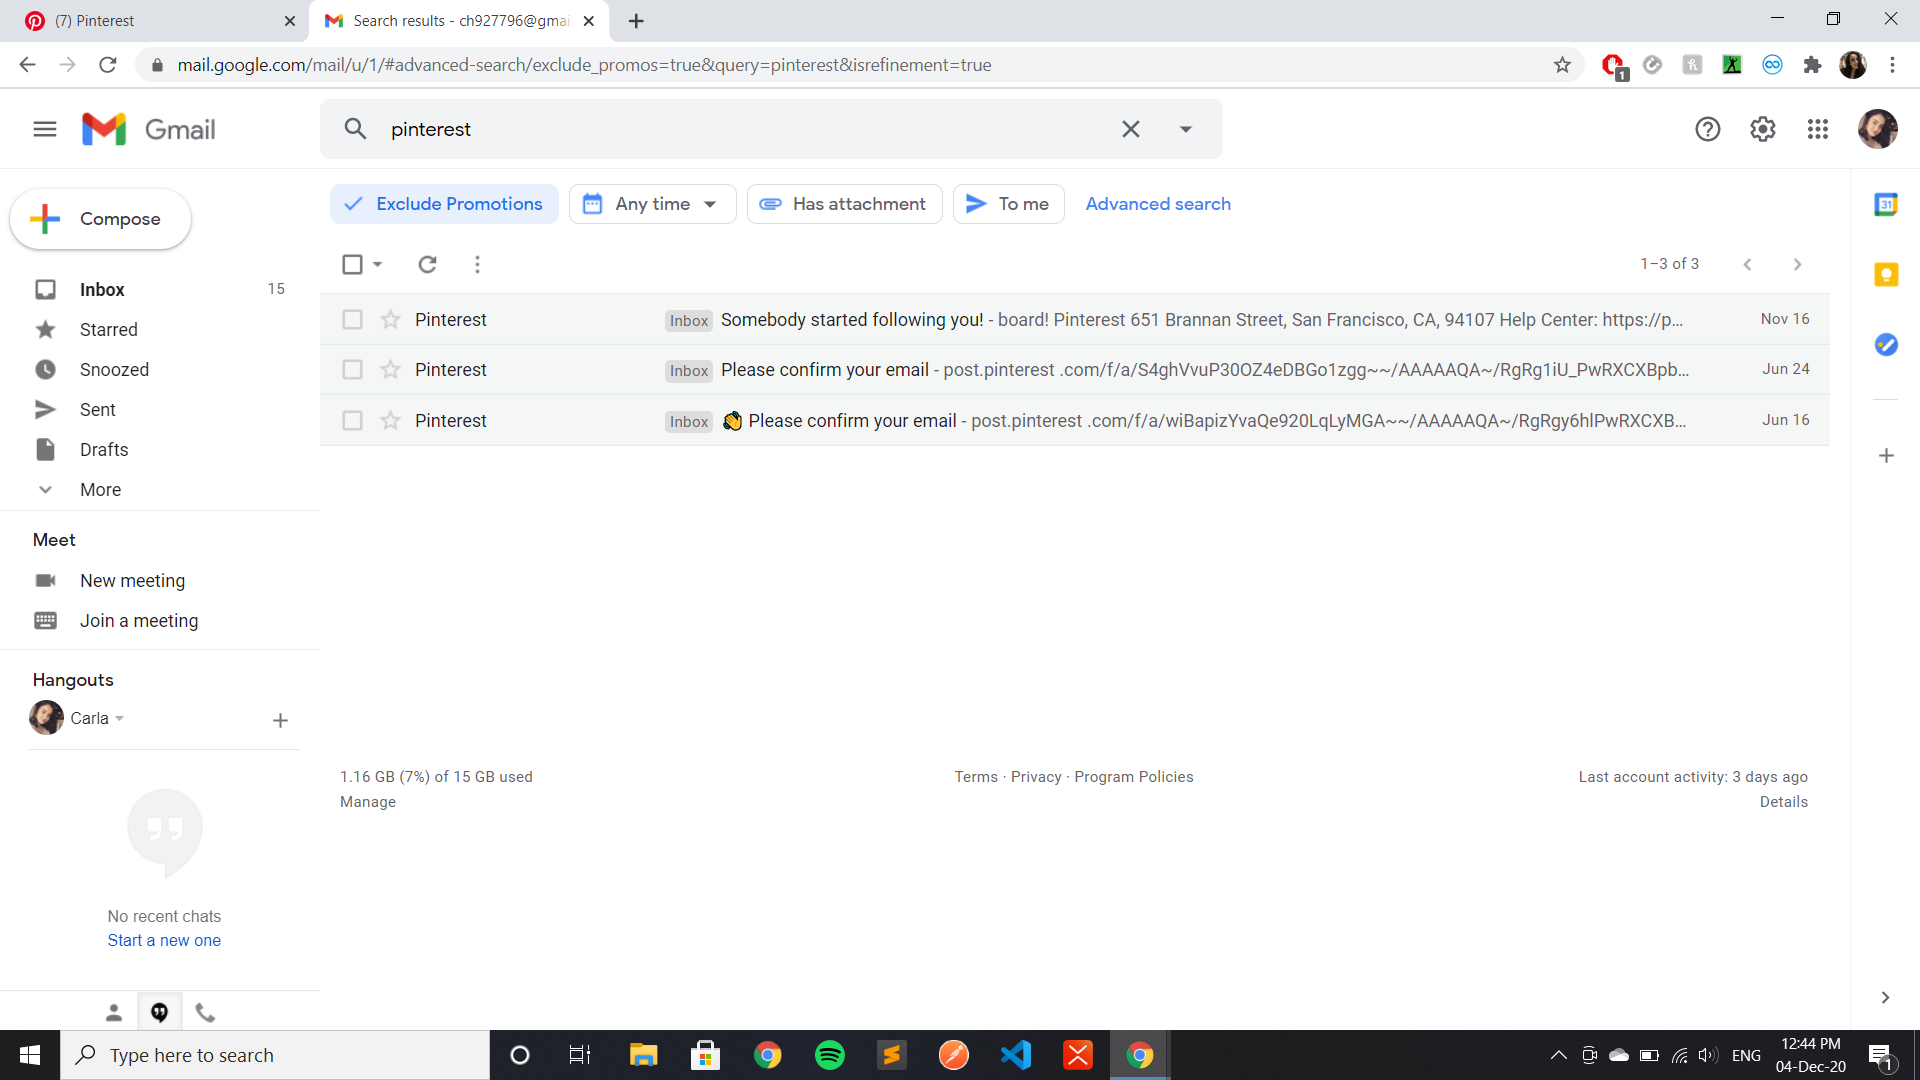 (7) Pinterest
Search results - ch927796@gmai
mail.google.com/mail/u/1/#advanced-search/exclude_promos=true&query=pinterest&isrefinement=true
1
Gmail
pinterest
Compose
Exclude Promotions
Any time
Has attachment
To me
Advanced search
31
1–3 of 3
Inbox 15
Starred
Snoozed
Sent
Drafts
More
Pinterest Inbox Somebody started following you! - board! Pinterest 651 Brannan Street, San Francisco, CA, 94107 Help Center: https://p... Nov 16
Pinterest Inbox Please confirm your email - post.pinterest .com/f/a/S4ghVvuP30OZ4eDBGo1zgg~~/AAAAAQA~/RgRg1iU_PwRXCXBpb... Jun 24
Pinterest Inbox 👋 Please confirm your email - post.pinterest .com/f/a/wiBapizYvaQe920LqLyMGA~~/AAAAAQA~/RgRgy6hlPwRXCXB... Jun 16
Meet
New meeting
Join a meeting
Hangouts
Carla
No recent chats
Start a new one
1.16 GB (7%) of 15 GB used
Manage
Terms · Privacy · Program Policies
Last account activity: 3 days ago
Details
Type here to search
ENG
12:44 PM
04-Dec-20
1